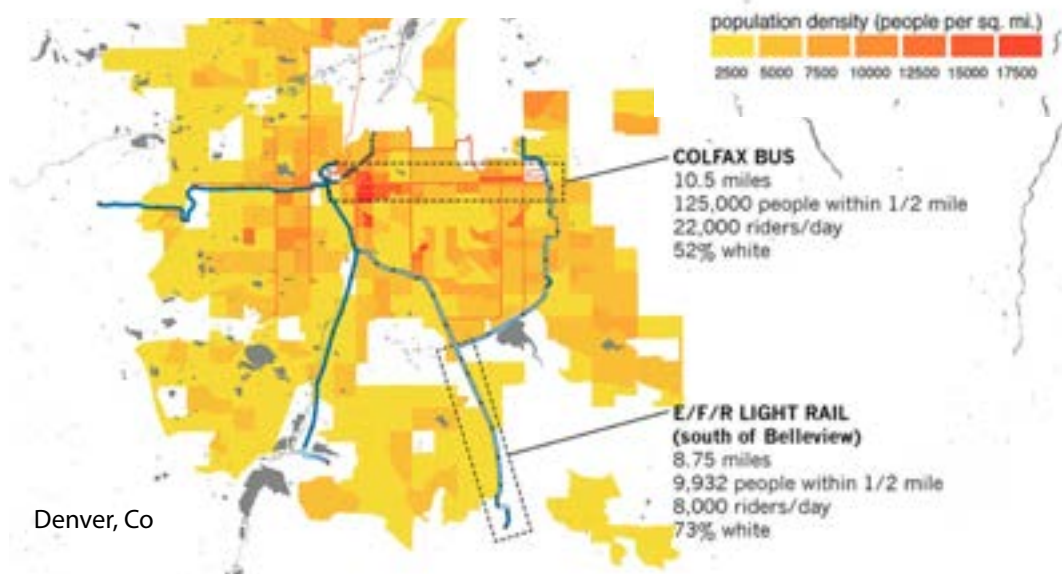 population density (people per sq. mi.)
2500 5000 7500 10000 12500 15000 17500
COLFAX BUS
10.5 miles
125,000 people within 1/2 mile
22,000 riders/day
52% white
E/F/R LIGHT RAIL
(south of Belleview)
8.75 miles
9,932 people within 1/2 mile
8,000 riders/day
73% white
Denver, Co